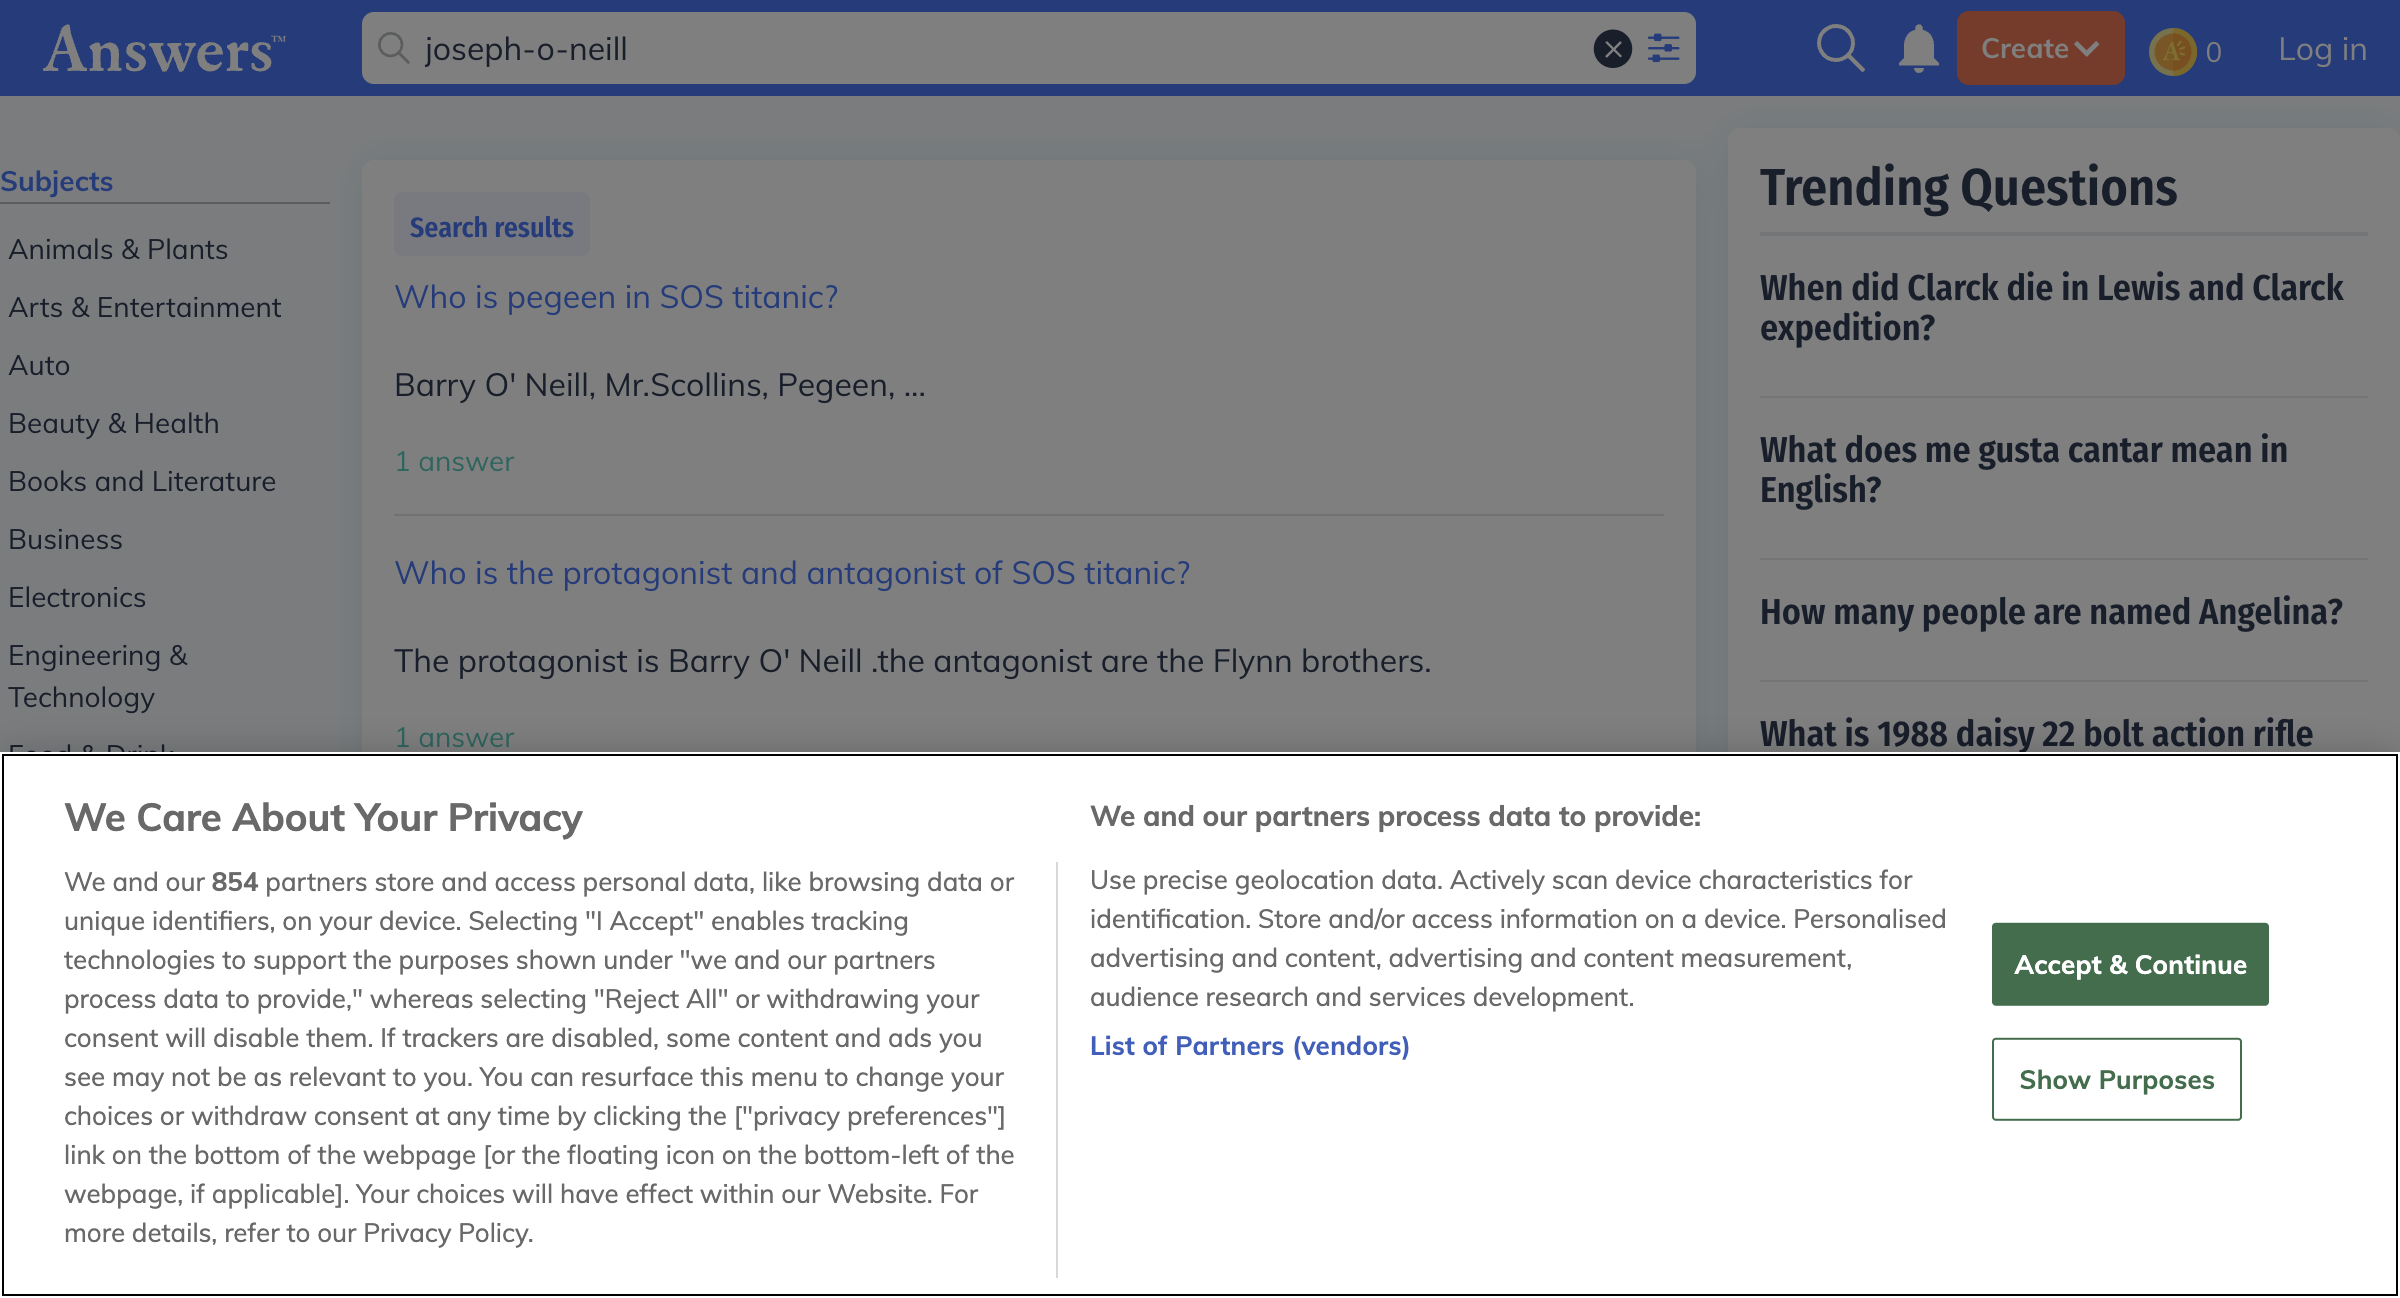 Answers™
joseph-o-neill
Create
0
Log in
Subjects
Animals & Plants
Arts & Entertainment
Auto
Beauty & Health
Books and Literature
Business
Electronics
Engineering &
Technology
Food & Drink
Search results
Who is pegeen in SOS titanic?
Barry O' Neill, Mr.Scollins, Pegeen, ...
1 answer
Who is the protagonist and antagonist of SOS titanic?
The protagonist is Barry O' Neill .the antagonist are the Flynn brothers.
1 answer
Trending Questions
When did Clarck die in Lewis and Clarck
expedition?
What does me gusta cantar mean in
English?
How many people are named Angelina?
What is 1988 daisy 22 bolt action rifle
We Care About Your Privacy
We and our 854 partners store and access personal data, like browsing data or
unique identifiers, on your device. Selecting "I Accept" enables tracking
technologies to support the purposes shown under "we and our partners
process data to provide," whereas selecting "Reject All" or withdrawing your
consent will disable them. If trackers are disabled, some content and ads you
see may not be as relevant to you. You can resurface this menu to change your
choices or withdraw consent at any time by clicking the ["privacy preferences"]
link on the bottom of the webpage [or the floating icon on the bottom-left of the
webpage, if applicable]. Your choices will have effect within our Website. For
more details, refer to our Privacy Policy.
We and our partners process data to provide:
Use precise geolocation data. Actively scan device characteristics for
identification. Store and/or access information on a device. Personalised
advertising and content, advertising and content measurement,
audience research and services development.
List of Partners (vendors)
Accept & Continue
Show Purposes